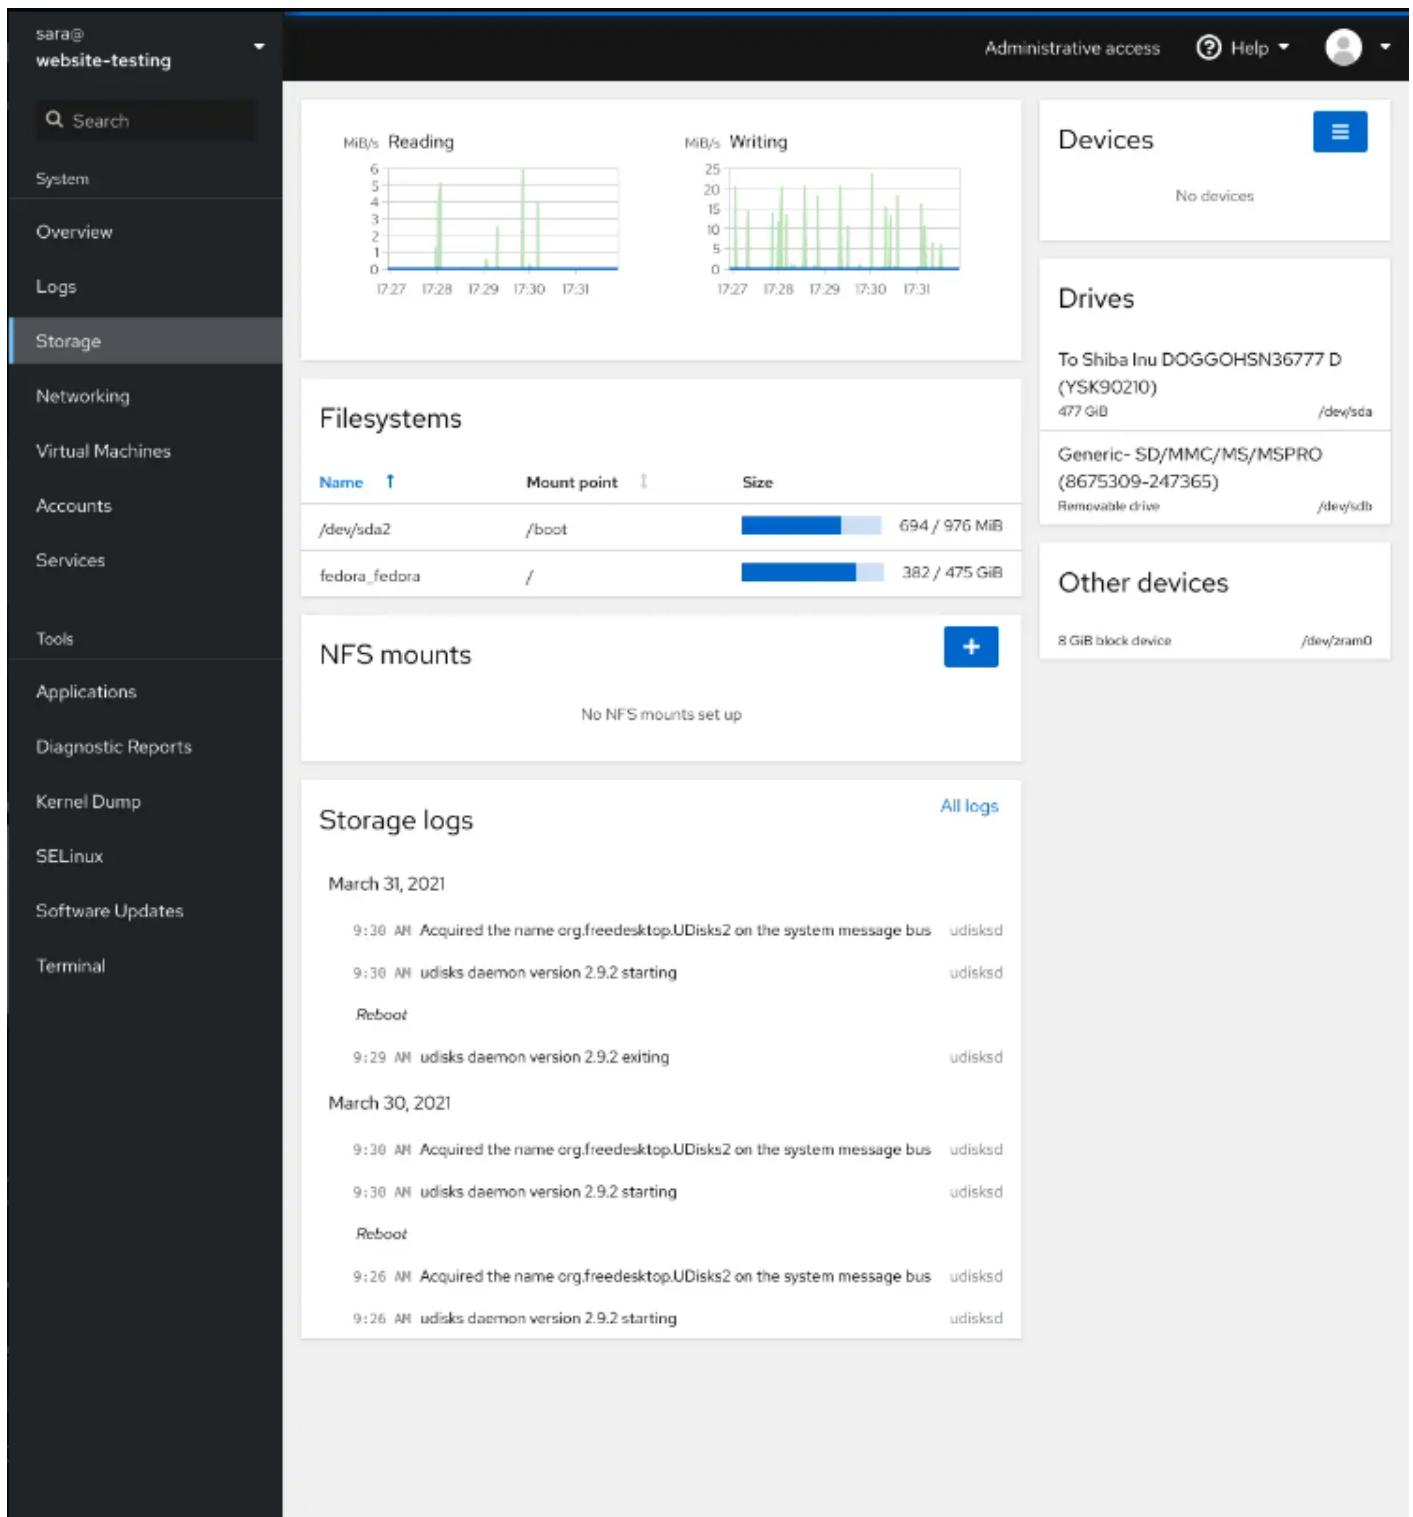 sara@
website-testing
Administrative access
Help
Search
System
Overview
Logs
Storage
Networking
Virtual Machines
Accounts
Services
Tools
Applications
Diagnostic Reports
Kernel Dump
SELinux
Software Updates
Terminal
MiB/s Reading
6
5
4
3
2
1
0
17:27 17:28 17:29 17:30 17:31
MiB/s Writing
25
20
15
10
5
0
17:27 17:28 17:29 17:30 17:31
Filesystems
Name Mount point Size
/dev/sda2 /boot 694 / 976 MiB
fedora_fedora / 382 / 475 GiB
NFS mounts
No NFS mounts set up
Storage logs All logs
March 31, 2021
9:30 AM Acquired the name org.freedesktop.UDisks2 on the system message bus udisksd
9:30 AM udisks daemon version 2.9.2 starting udisksd
Reboot
9:29 AM udisks daemon version 2.9.2 exiting udisksd
March 30, 2021
9:30 AM Acquired the name org.freedesktop.UDisks2 on the system message bus udisksd
9:30 AM udisks daemon version 2.9.2 starting udisksd
Reboot
9:26 AM Acquired the name org.freedesktop.UDisks2 on the system message bus udisksd
9:26 AM udisks daemon version 2.9.2 starting udisksd
Devices
No devices
Drives
To Shiba Inu DOGGOHSN36777 D
(YSK90210)
477 GiB /dev/sda
Generic- SD/MMC/MS/MSPRO
(8675309-247365)
Removable drive /dev/sdb
Other devices
8 GiB block device /dev/zram0